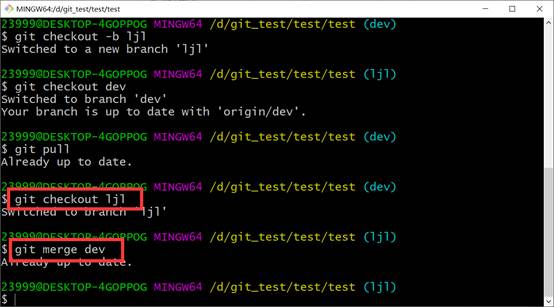 MINGW64:/d/git_test/test/test
23999@DESKTOP-4GOPPOG MINGW64 /d/git_test/test/test (dev)
$ git checkout -b ljl
Switched to a new branch 'ljl'
23999@DESKTOP-4GOPPOG MINGW64 /d/git_test/test/test (ljl)
$ git checkout dev
Switched to branch 'dev'
Your branch is up to date with 'origin/dev'.
23999@DESKTOP-4GOPPOG MINGW64 /d/git_test/test/test (dev)
$ git pull
Already up to date.
23999@DESKTOP-4GOPPOG MINGW64 /d/git_test/test/test (dev)
$ git checkout ljl
Switched to branch 'ljl'
23999@DESKTOP-4GOPPOG MINGW64 /d/git_test/test/test (ljl)
$ git merge dev
Already up to date.
23999@DESKTOP-4GOPPOG MINGW64 /d/git_test/test/test (ljl)
$